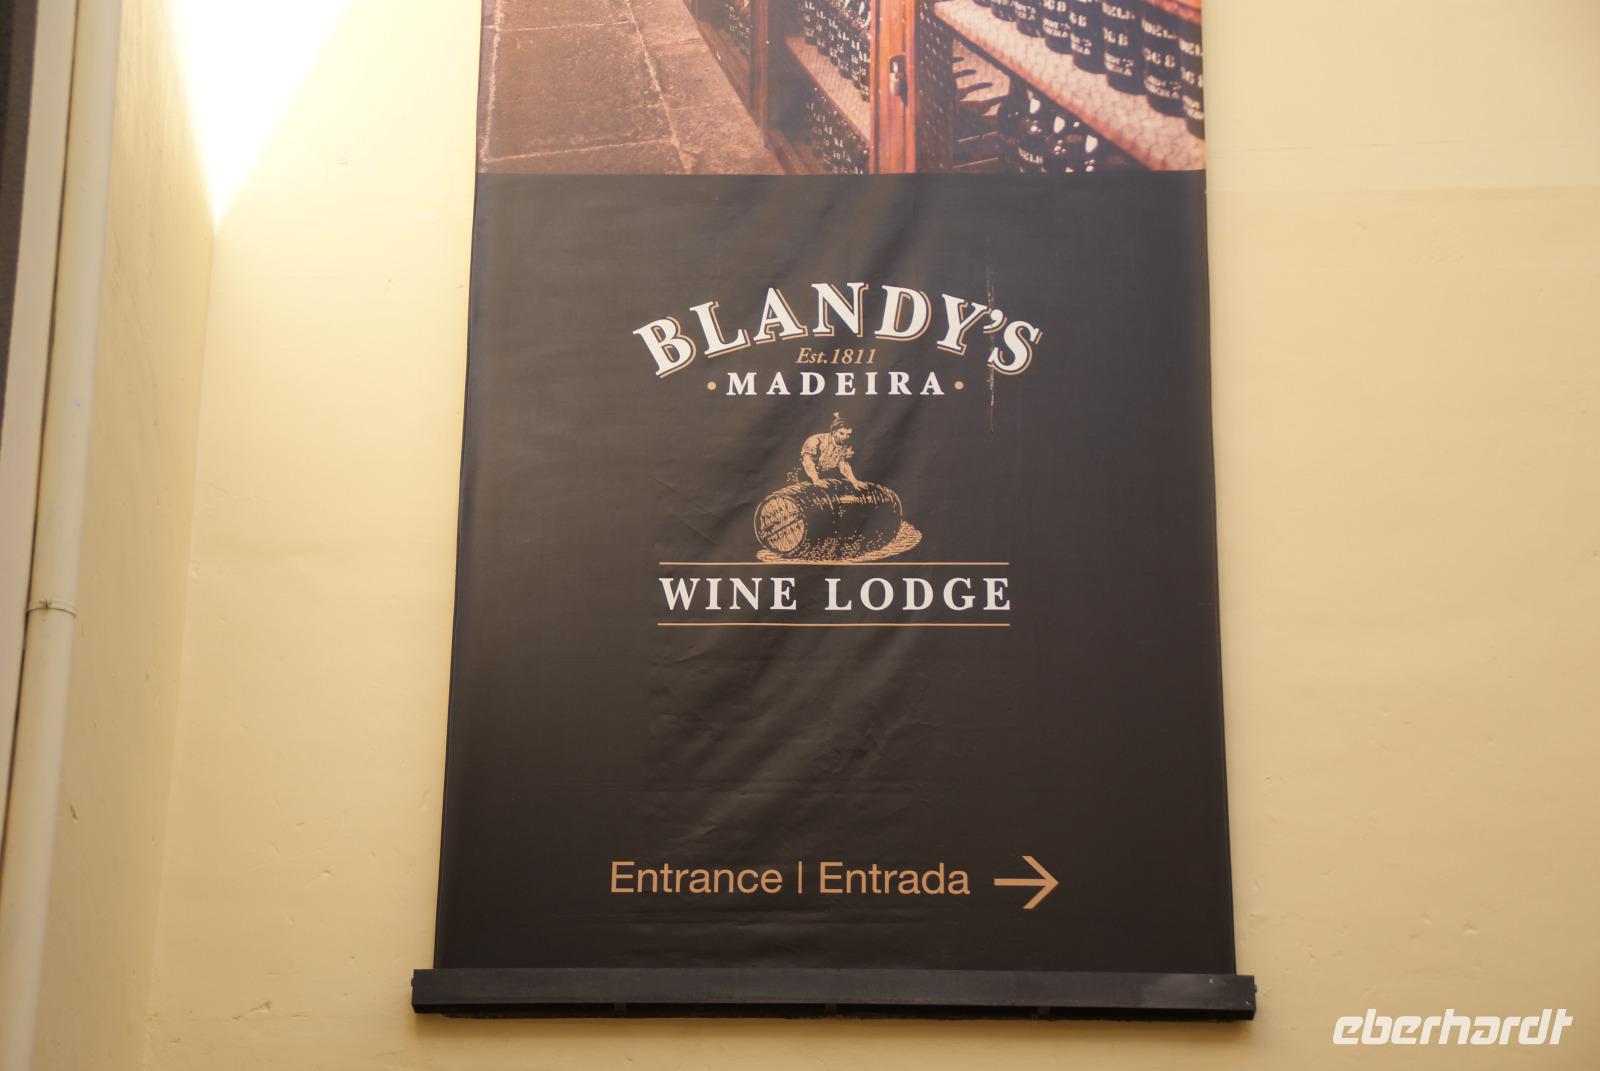 BLANDY'S
Est. 1811
· MADEIRA ·
WINE LODGE
Entrance | Entrada →
eberhardt